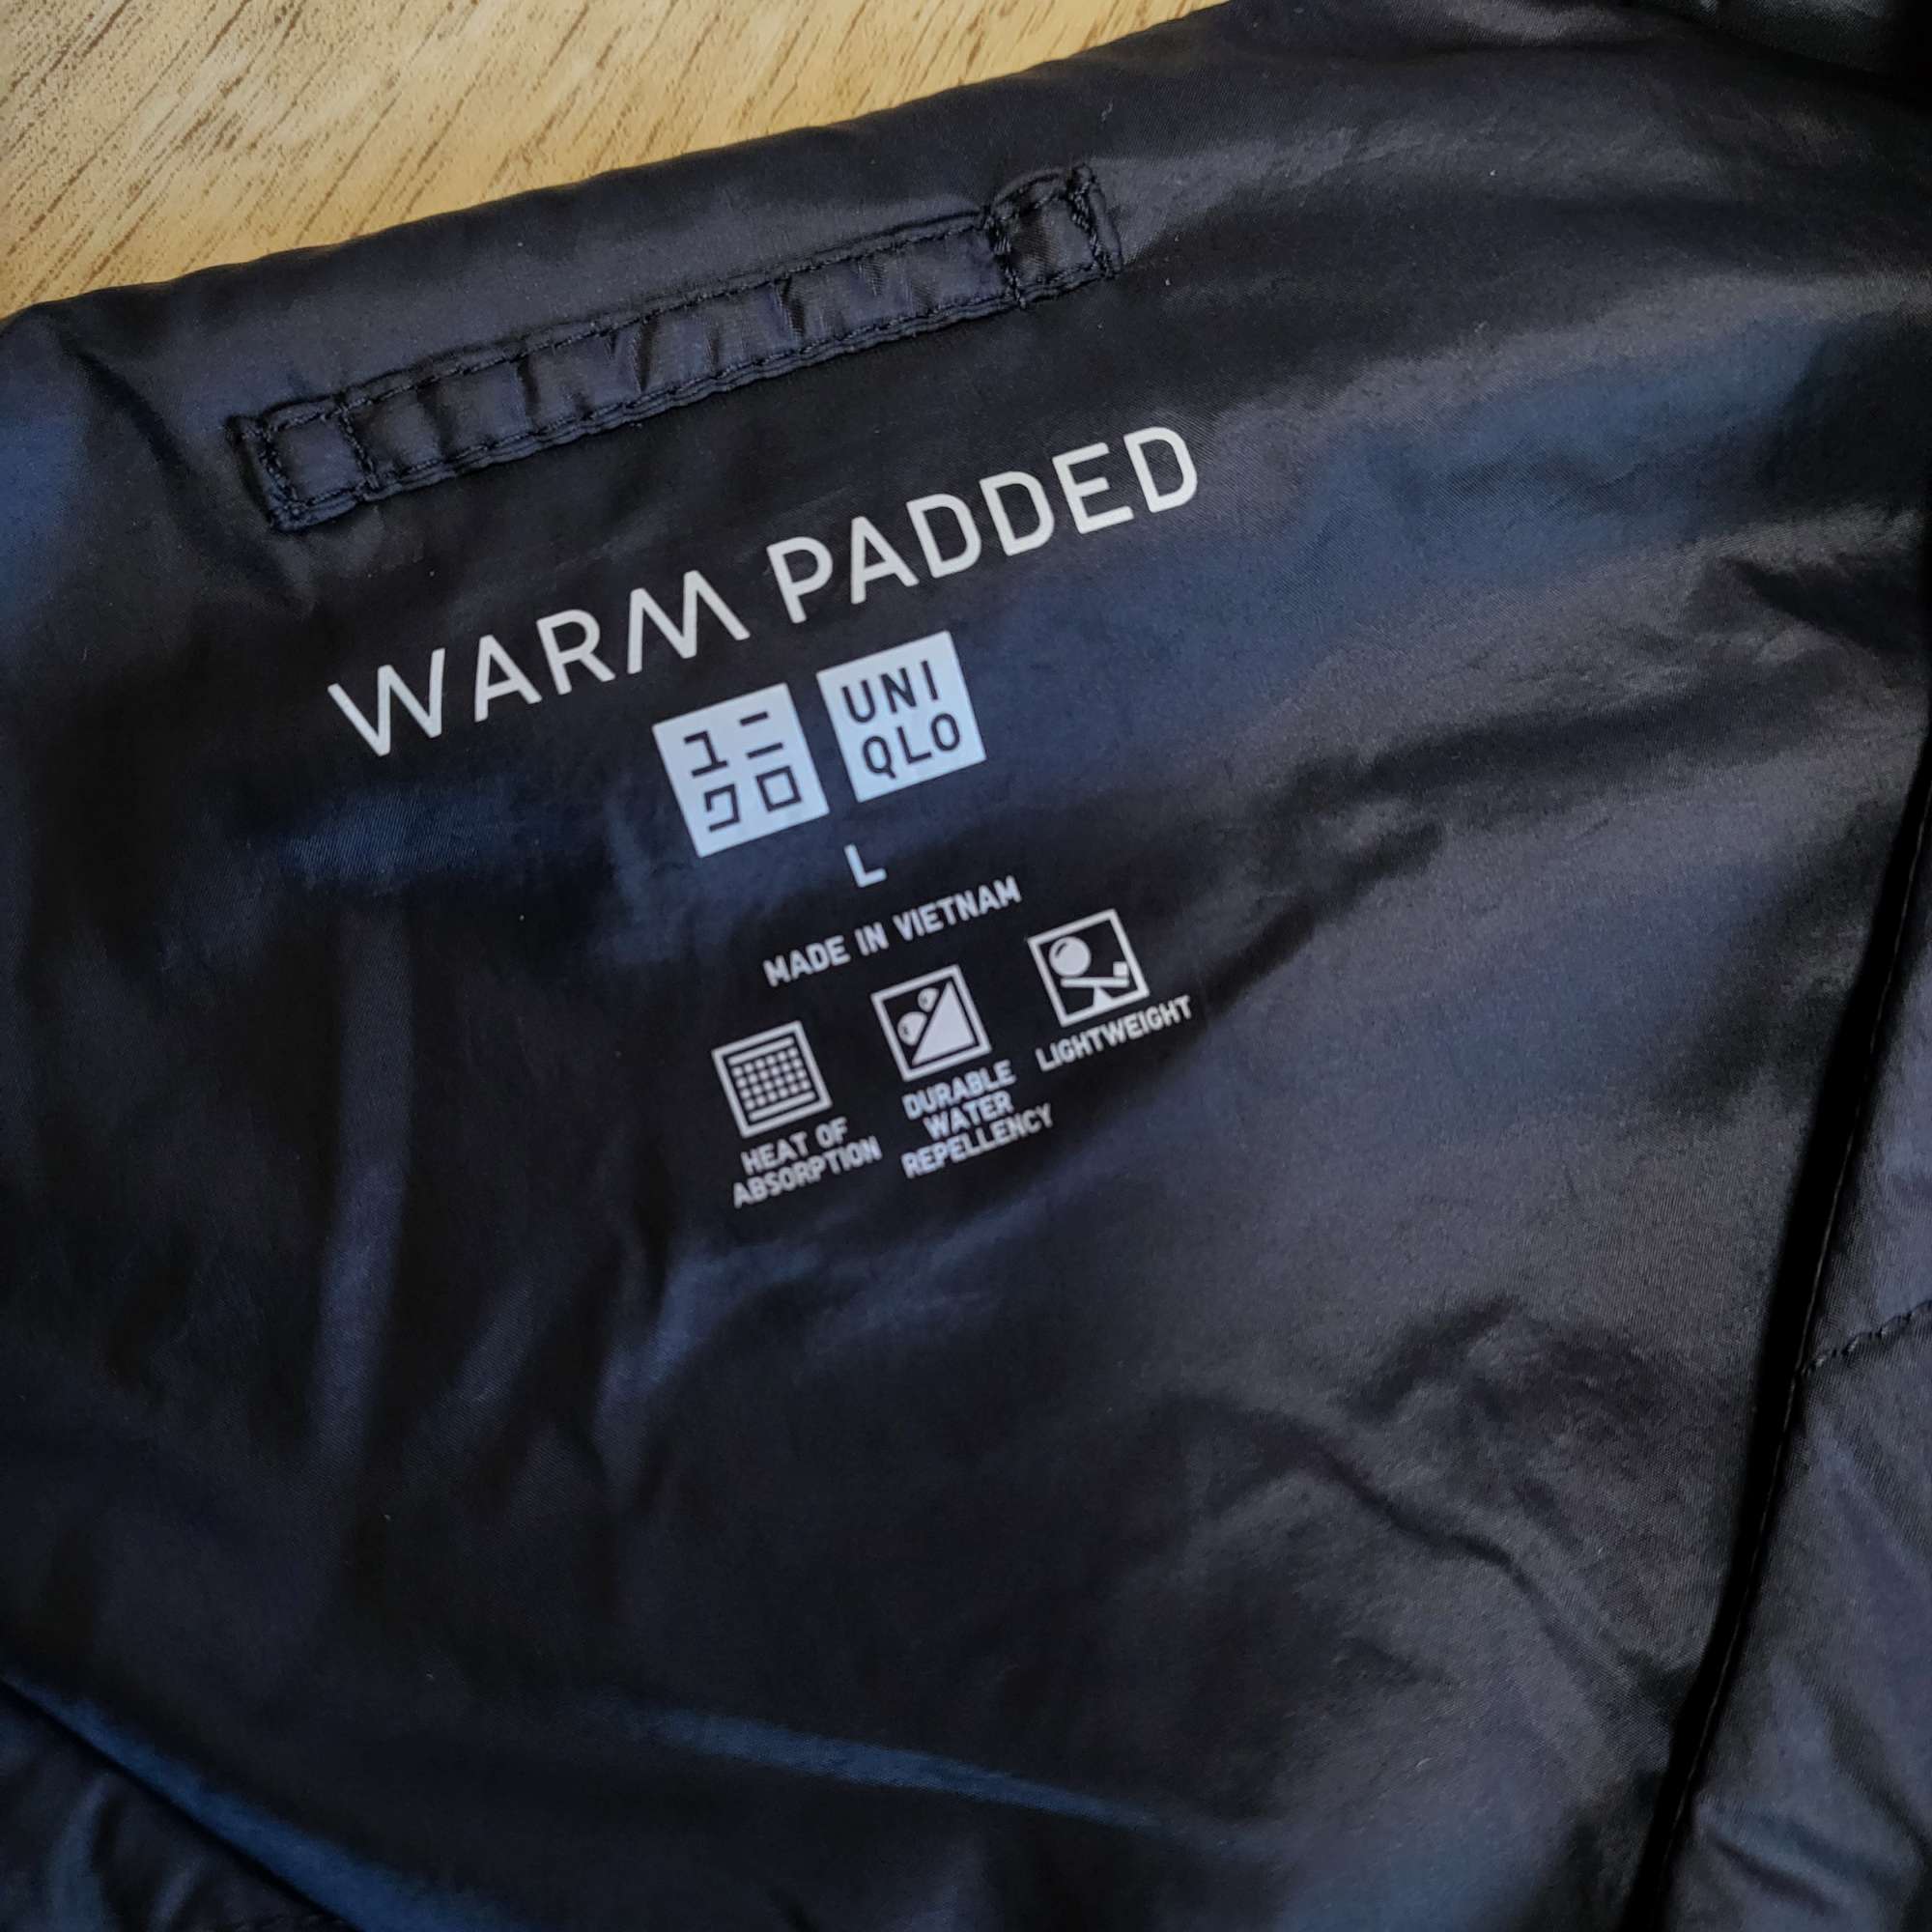 WARM PADDED
ユニ
クロ
UNI
QLO
L
MADE IN VIETNAM
HEAT OF
ABSORPTION
DURABLE
WATER
REPELLENCY
LIGHTWEIGHT